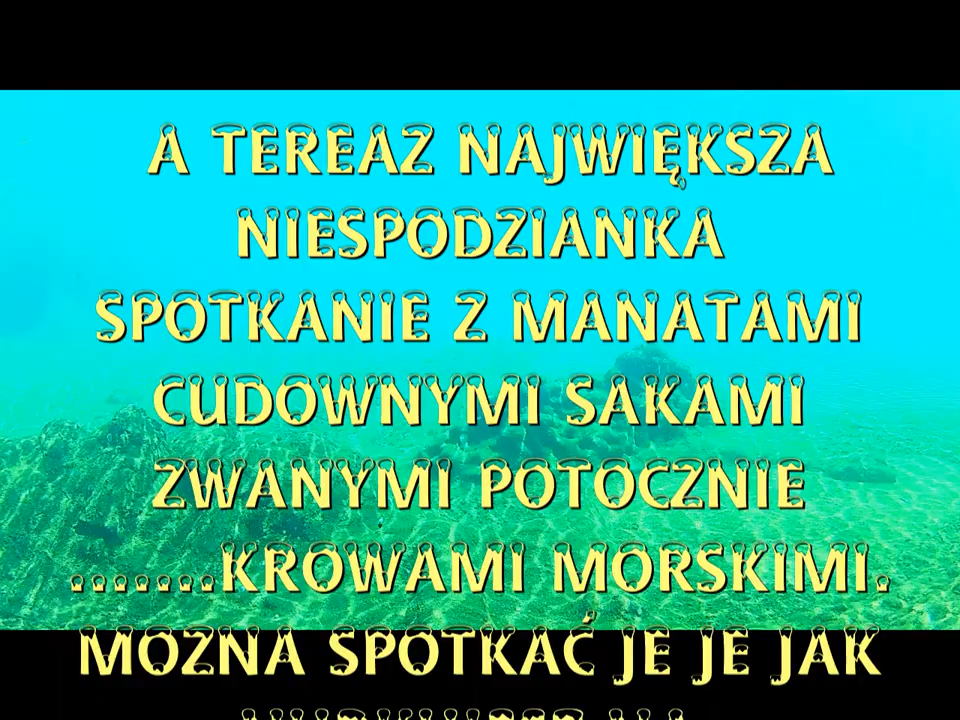 A TEREAZ NAJWIĘKSZA
NIESPODZIANKA
SPOTKANIE Z MANATAMI
CUDOWNYMI SAKAMI
ZWANYMI POTOCZNIE
.......KROWAMI MORSKIMI.
MOZNA SPOTKAĆ JE JE JAK